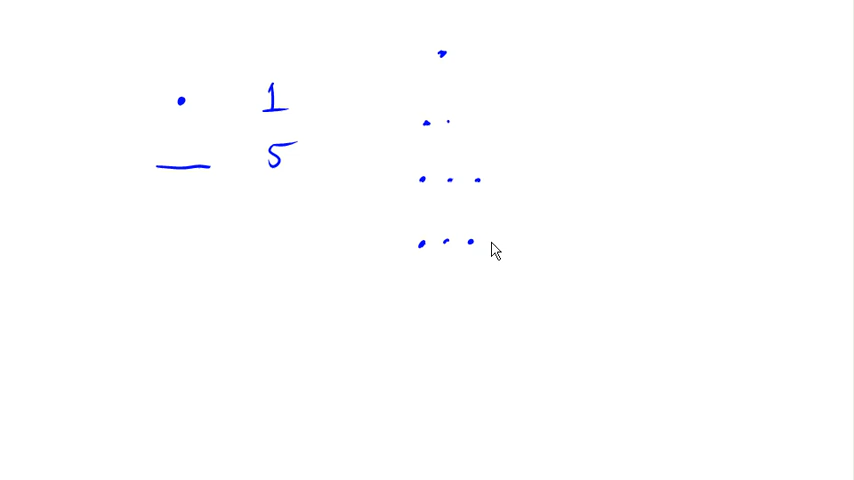 • 1
— 5
•
• •
• • •
• • •